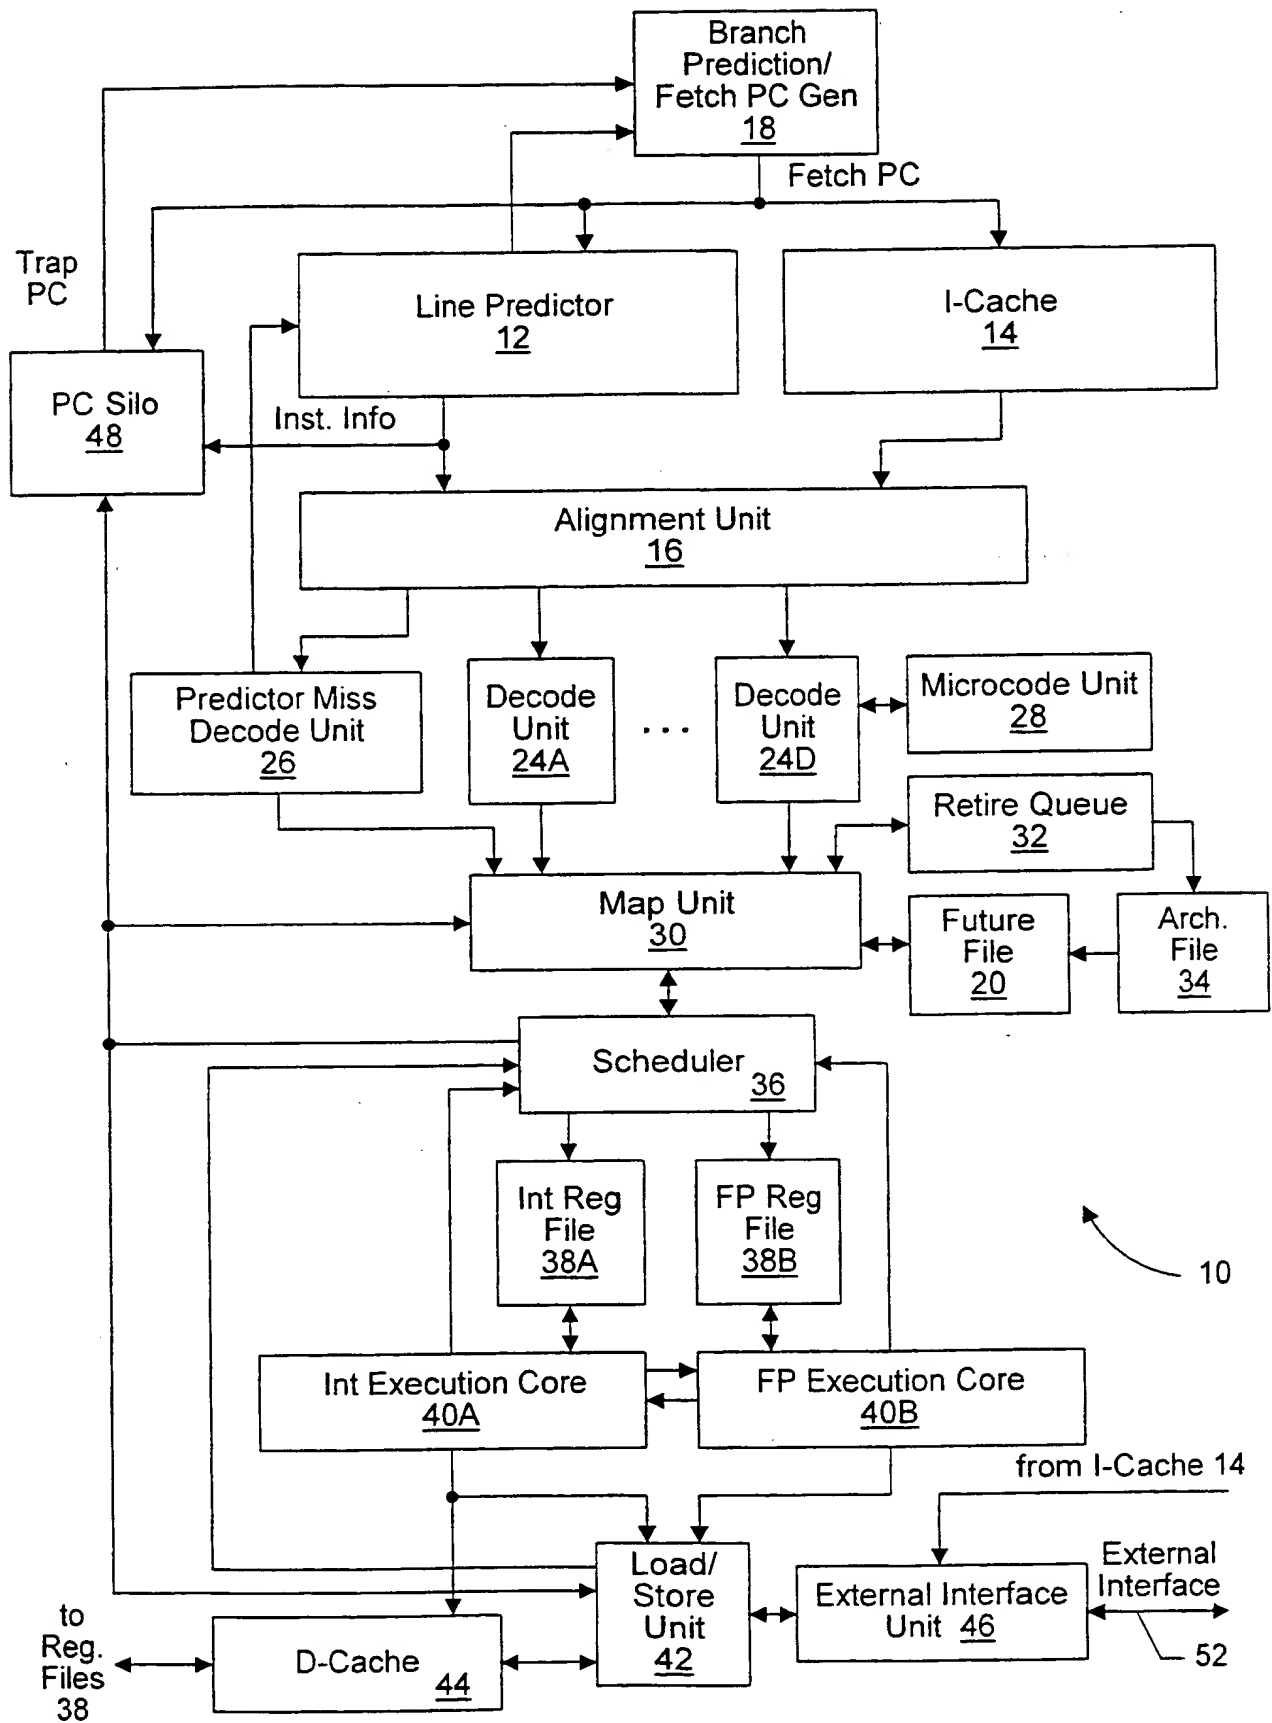 Branch
Prediction/
Fetch PC Gen
18
Fetch PC
Trap
PC
Line Predictor
12
I-Cache
14
PC Silo
48
Inst. Info
Alignment Unit
16
Predictor Miss
Decode Unit
26
Decode
Unit
24A
...
Decode
Unit
24D
Microcode Unit
28
Retire Queue
32
Map Unit
30
Future
File
20
Arch.
File
34
Scheduler
36
Int Reg
File
38A
FP Reg
File
38B
10
Int Execution Core
40A
FP Execution Core
40B
from I-Cache 14
Load/
Store
Unit
42
External Interface
Unit 46
External
Interface
52
to
Reg.
Files
38
D-Cache
44